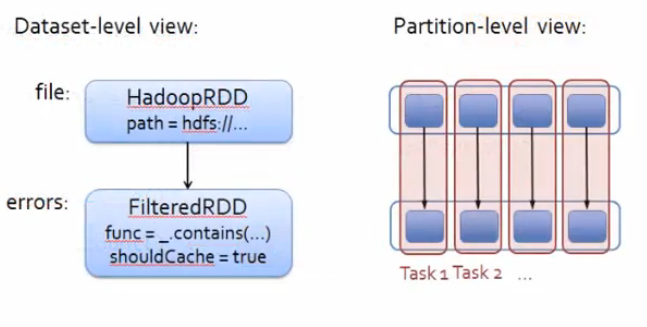 Dataset-level view:
Partition-level view:
file:
HadoopRDD
path = hdfs://...
errors:
FilteredRDD
func = _.contains(...)
shouldCache = true
Task 1 Task 2 ...